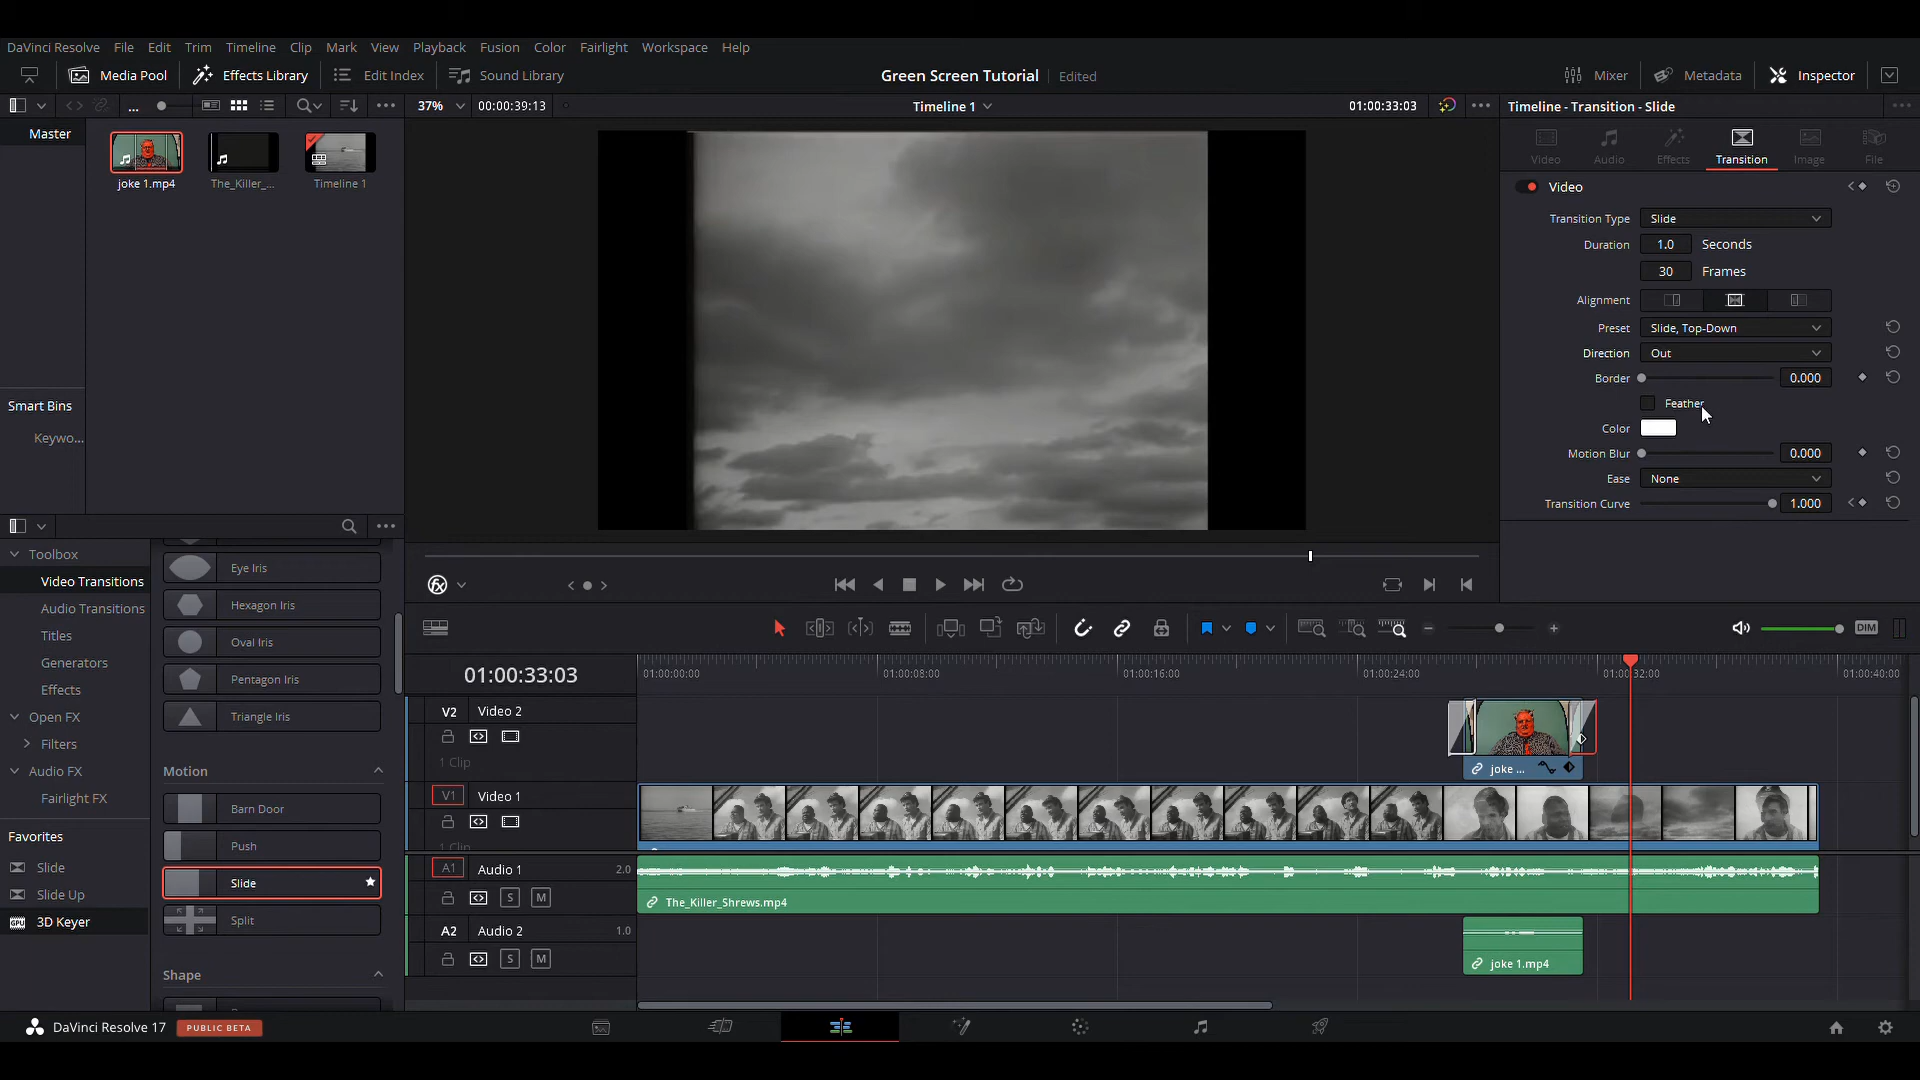 DaVinci Resolve File Edit Trim Timeline Clip Mark View Playback Fusion Color Fairlight Workspace Help
Media Pool Effects Library Edit Index Sound Library Green Screen Tutorial Edited Mixer Metadata Inspector
... 37% 00:00:39:13 Timeline 1 01:00:33:03 Timeline - Transition - Slide
Master
joke 1.mp4 The_Killer_... Timeline 1
Video Audio Effects Transition Image File
Video
Transition Type Slide
Duration 1.0 Seconds
30 Frames
Alignment
Preset Slide, Top-Down
Direction Out
Border 0.000
Feather
Color
Motion Blur 0.000
Ease None
Transition Curve 1.000
Smart Bins
Keywo...
Toolbox
Video Transitions
Audio Transitions
Titles
Generators
Effects
Open FX
Filters
Audio FX
Fairlight FX
Favorites
Slide
Slide Up
3D Keyer
Eye Iris
Hexagon Iris
Oval Iris
Pentagon Iris
Triangle Iris
Motion
Barn Door
Push
Slide
Split
Shape
DIM
01:00:33:03 01:00:00:00 01:00:08:00 01:00:16:00 01:00:24:00 01:00:32:00 01:00:40:00
V2 Video 2
1 Clip
joke ...
V1 Video 1
1 Clip
A1 Audio 1 2.0
S M
The_Killer_Shrews.mp4
A2 Audio 2 1.0
S M
joke 1.mp4
DaVinci Resolve 17 PUBLIC BETA